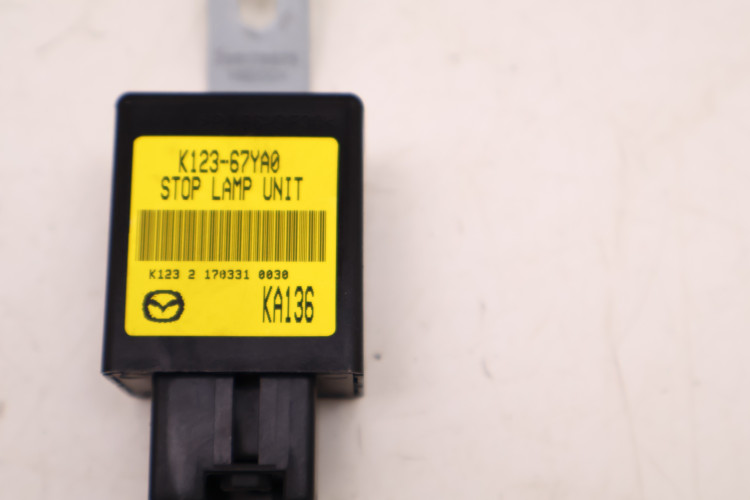 K123-67YA0
STOP LAMP UNIT
K123 2 170331 0030
KA136